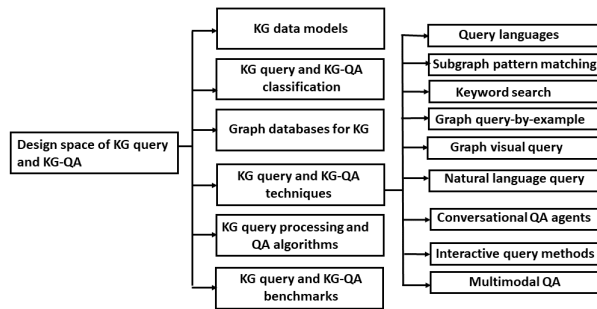 Design space of KG query
and KG-QA
KG data models
KG query and KG-QA
classification
Graph databases for KG
KG query and KG-QA
techniques
KG query processing and
QA algorithms
KG query and KG-QA
benchmarks
Query languages
Subgraph pattern matching
Keyword search
Graph query-by-example
Graph visual query
Natural language query
Conversational QA agents
Interactive query methods
Multimodal QA